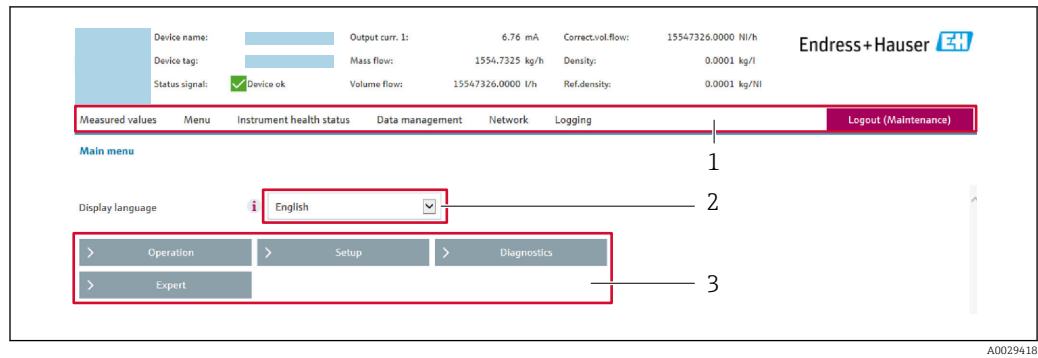 Device name: Output curr. 1: 6.76 mA Correct.vol.flow: 15547326.0000 Nl/h
Endress+Hauser EH
Device tag: Mass flow: 1554.7325 kg/h Density: 0.0001 kg/l
Status signal: Device ok Volume flow: 15547326.0000 l/h Ref.density: 0.0001 kg/Nl
Measured values Menu Instrument health status Data management Network Logging Logout (Maintenance)
1
Main menu
Display language i English 2
> Operation > Setup > Diagnostics
> Expert 3
A0029418